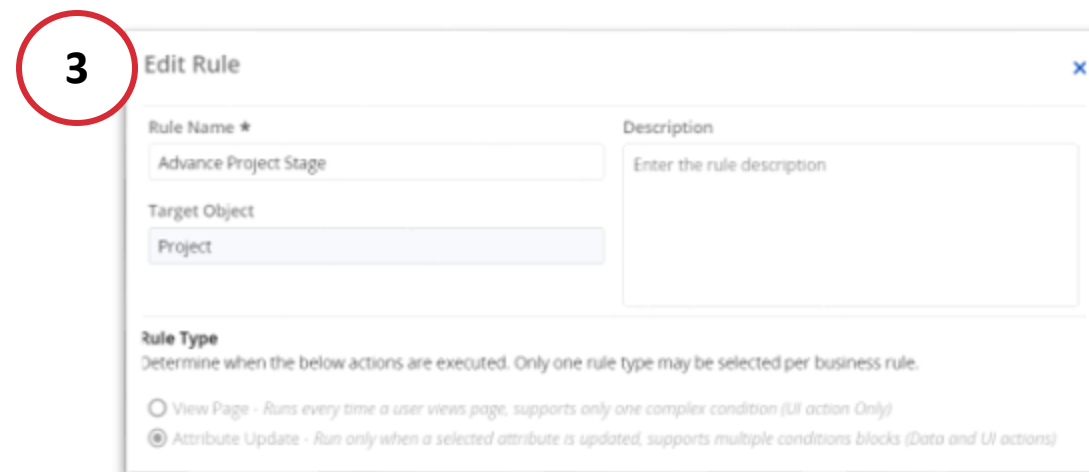 3
Edit Rule
×
Rule Name *
Advance Project Stage
Target Object
Project
Description
Enter the rule description
Rule Type
Determine when the below actions are executed. Only one rule type may be selected per business rule.
View Page - Runs every time a user views page, supports only one complex condition (UI action Only)
Attribute Update - Run only when a selected attribute is updated, supports multiple conditions blocks (Data and UI actions)